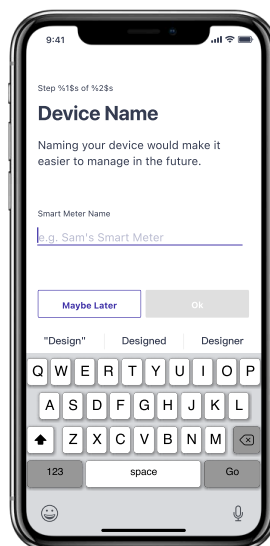 9:41
Step %1$s of %2$s
Device Name
Naming your device would make it
easier to manage in the future.
Smart Meter Name
e.g. Sam's Smart Meter
Maybe Later Ok
"Design" Designed Designer
Q W E R T Y U I O P
A S D F G H J K L
Z X C V B N M
123 space Go